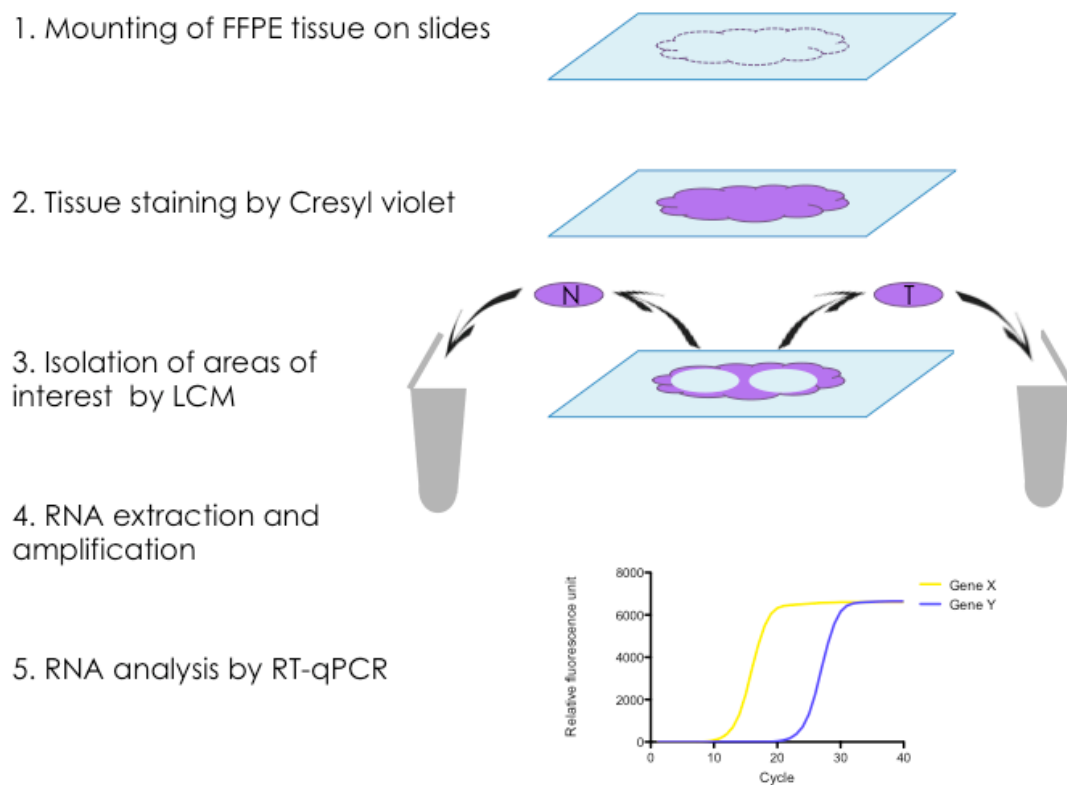 1. Mounting of FFPE tissue on slides
2. Tissue staining by Cresyl violet
N
T
3. Isolation of areas of
interest by LCM
4. RNA extraction and
amplification
5. RNA analysis by RT-qPCR
Relative fluorescence unit
8000
6000
4000
2000
0
0 10 20 30 40
Cycle
Gene X
Gene Y